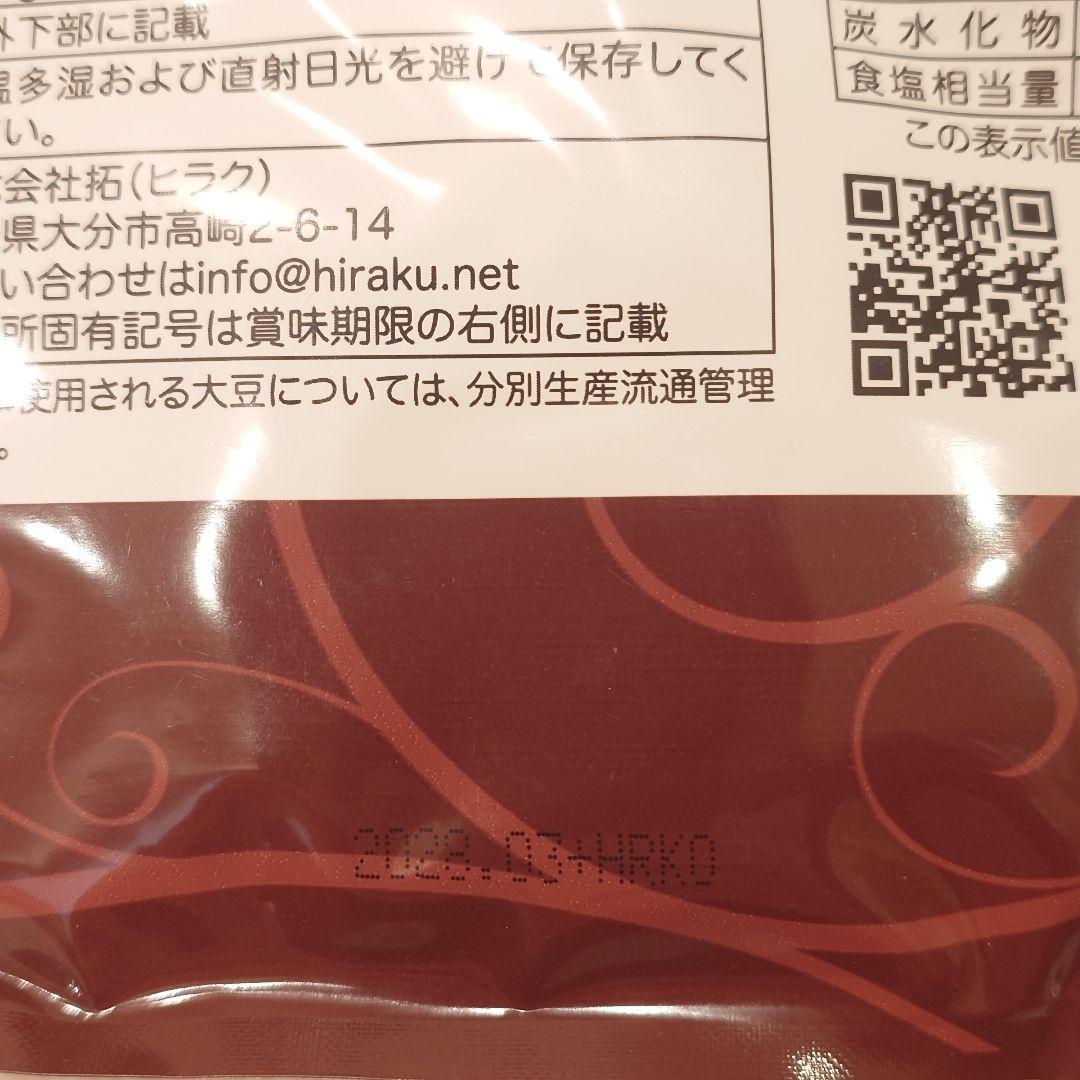 外下部に記載
温多湿および直射日光を避けて保存してく
さい。
式会社拓(ヒラク)
県大分市高崎2-6-14
い合わせはinfo@hiraku.net
所固有記号は賞味期限の右側に記載
使用される大豆については、分別生産流通管理
。
炭水化物
食塩相当量
この表示値
2028.03+HRKO